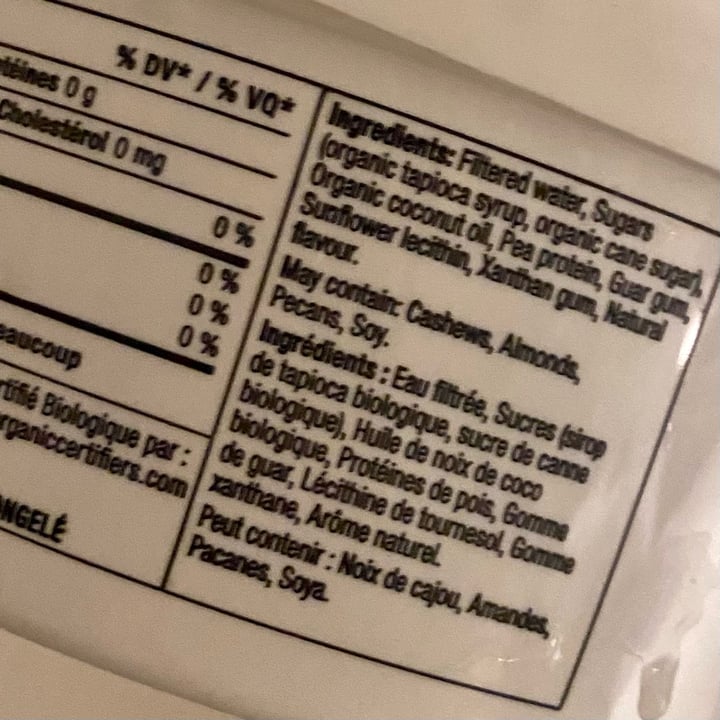 % DV* / % VQ*
téines 0 g
Cholestérol 0 mg
0 %
0 %
0 %
0 %
eaucoup
rtifié Biologique par :
rganiccertifiers.com
ONGELÉ
Ingredients: Filtered water, Sugars
(organic tapioca syrup, organic cane sugar),
Organic coconut oil, Pea protein, Guar gum,
Sunflower lecithin, Xanthan gum, Natural
flavour.
May contain: Cashews, Almonds,
Pecans, Soy.
Ingrédients : Eau filtrée, Sucres (sirop
de tapioca biologique, sucre de canne
biologique), Huile de noix de coco
biologique, Protéines de pois, Gomme
de guar, Lécithine de tournesol, Gomme
xanthane, Arôme naturel.
Peut contenir : Noix de cajou, Amandes,
Pacanes, Soya.